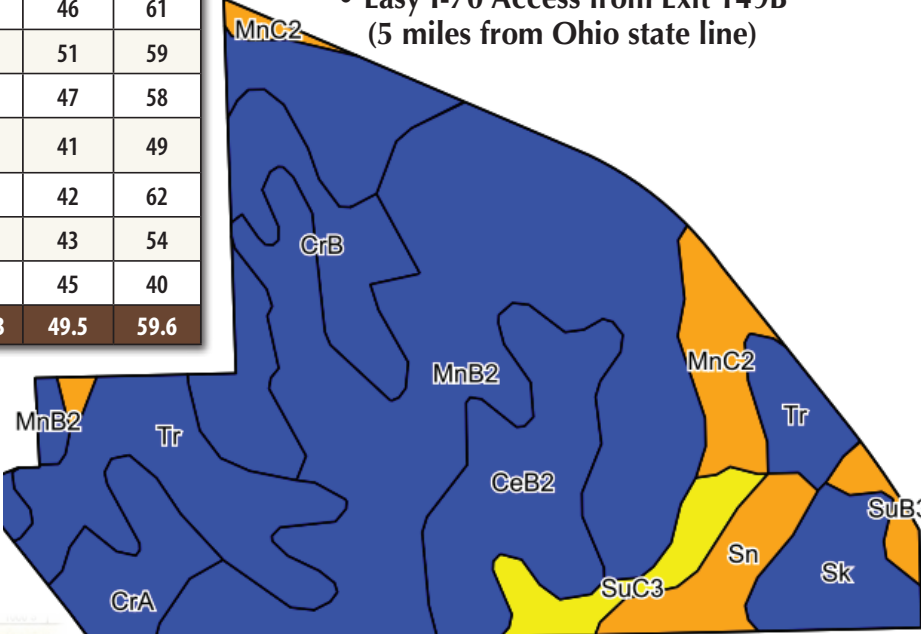 46 61
51 59
47 58
41 49
42 62
43 54
45 40
49.5 59.6
• Easy I-70 Access from Exit 149B
(5 miles from Ohio state line)
MnC2
CrB
MnB2
MnC2
MnB2
Tr
Tr
CeB2
SuB3
Sn
Sk
SuC3
CrA